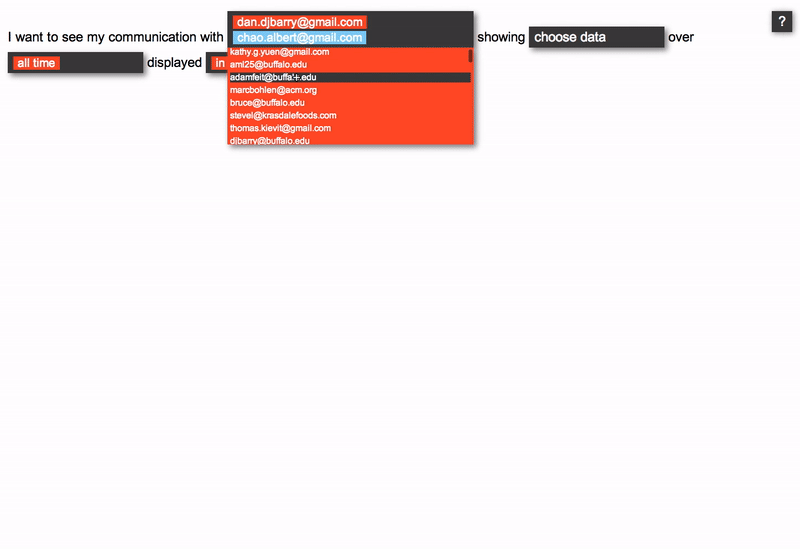 I want to see my communication with dan.djbarry@gmail.com chao.albert@gmail.com showing choose data over
?
all time displayed in
kathy.g.yuen@gmail.com
aml25@buffalo.edu
adamfeit@buffalo.edu
marcbohlen@acm.org
bruce@buffalo.edu
stevel@krasdalefoods.com
thomas.kievit@gmail.com
djbarry@buffalo.edu